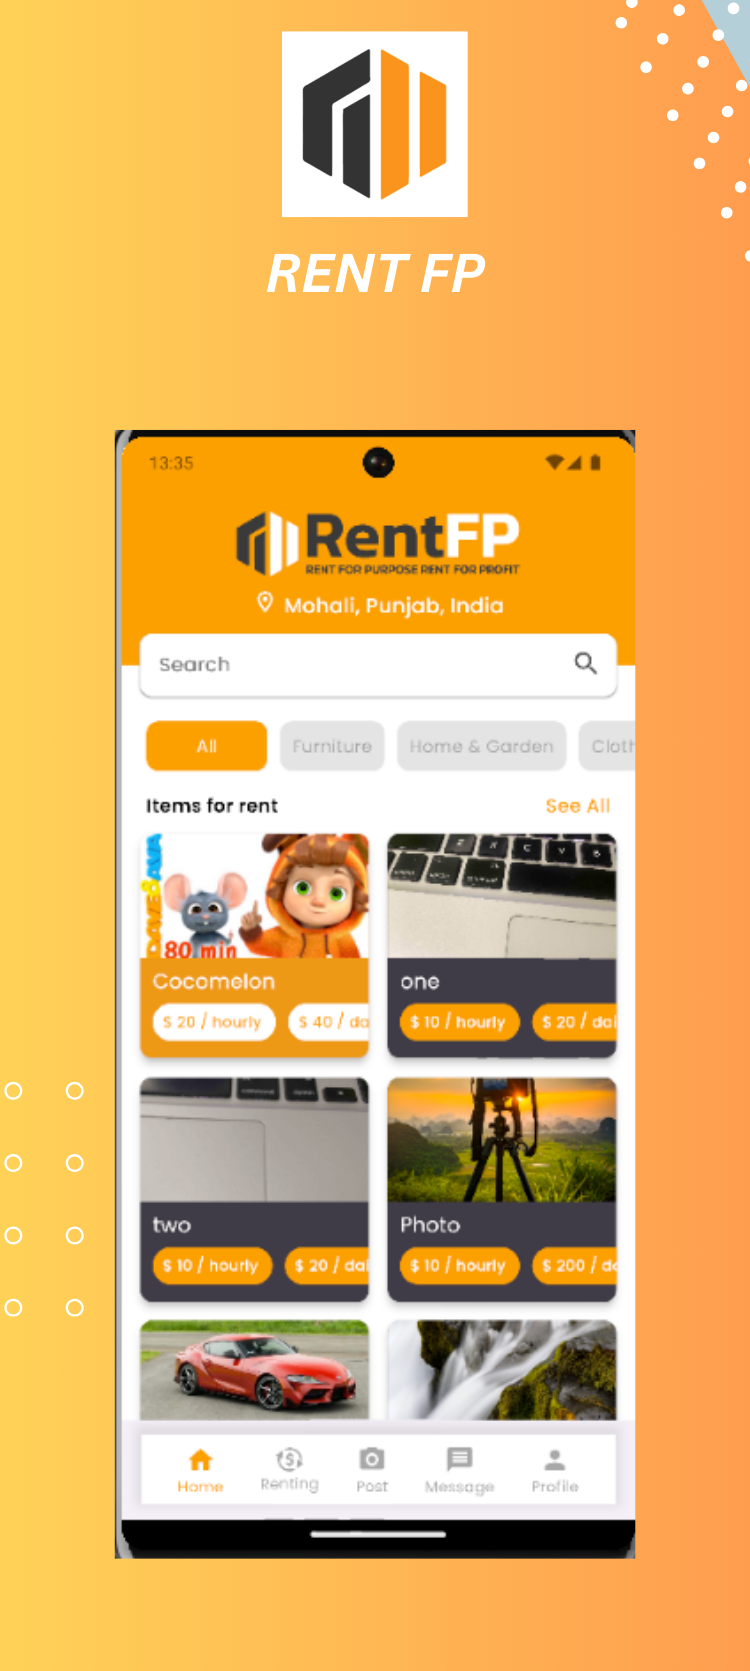 RENT FP
13:35
RentFP
RENT FOR PURPOSE RENT FOR PROFIT
Mohali, Punjab, India
Search
All Furniture Home & Garden Cloth
Items for rent See All
DAVE&AVA
80 min
Cocomelon
$ 20 / hourly $ 40 / da
one
$ 10 / hourly $ 20 / dai
two
$ 10 / hourly $ 20 / dai
Photo
$ 10 / hourly $ 200 / da
Home Renting Post Message Profile